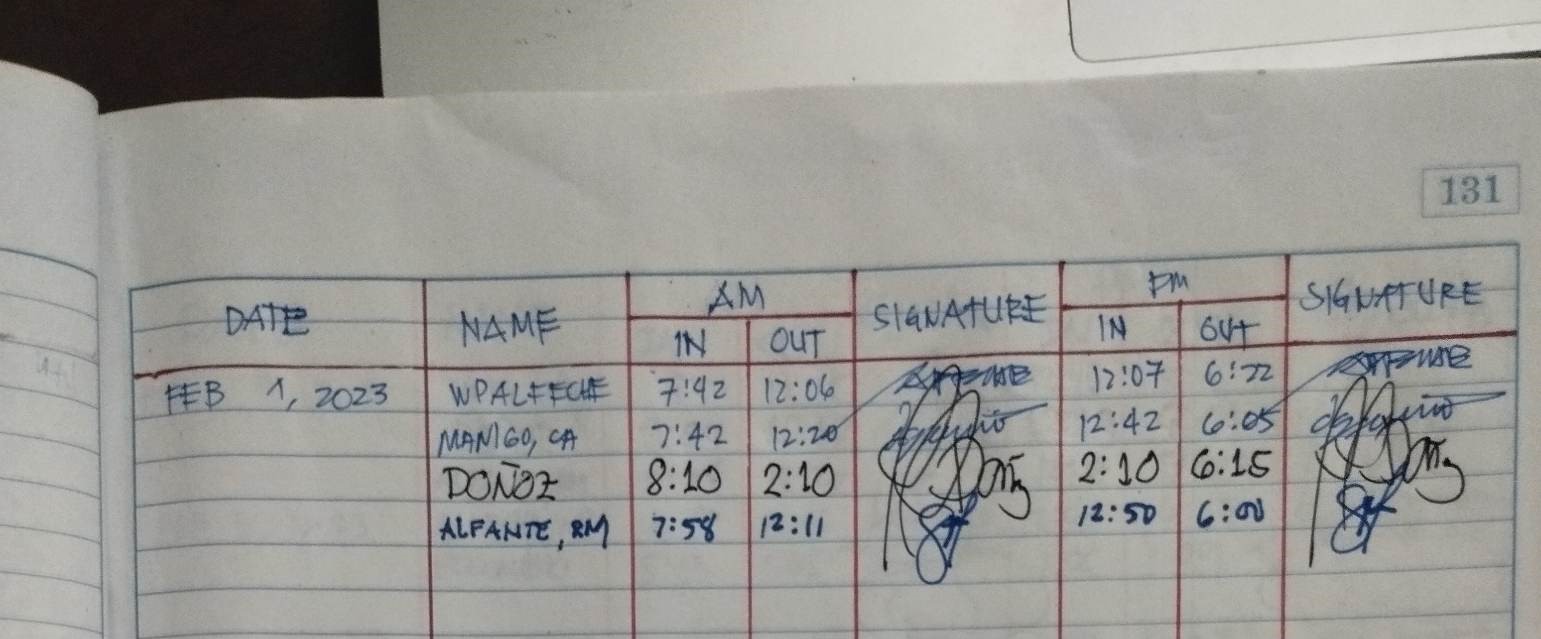 131
DATE NAME AM SIGNATURE PM SIGNATURE
IN OUT IN OUT
FEB 1, 2023 WPALEECHE 7:42 12:06 12:07 6:22
MANIGO, CA 7:42 12:20 12:42 6:05
DOÑOZ 8:10 2:10 2:10 6:15
ALFANTE, RM 7:58 12:11 12:50 6:00